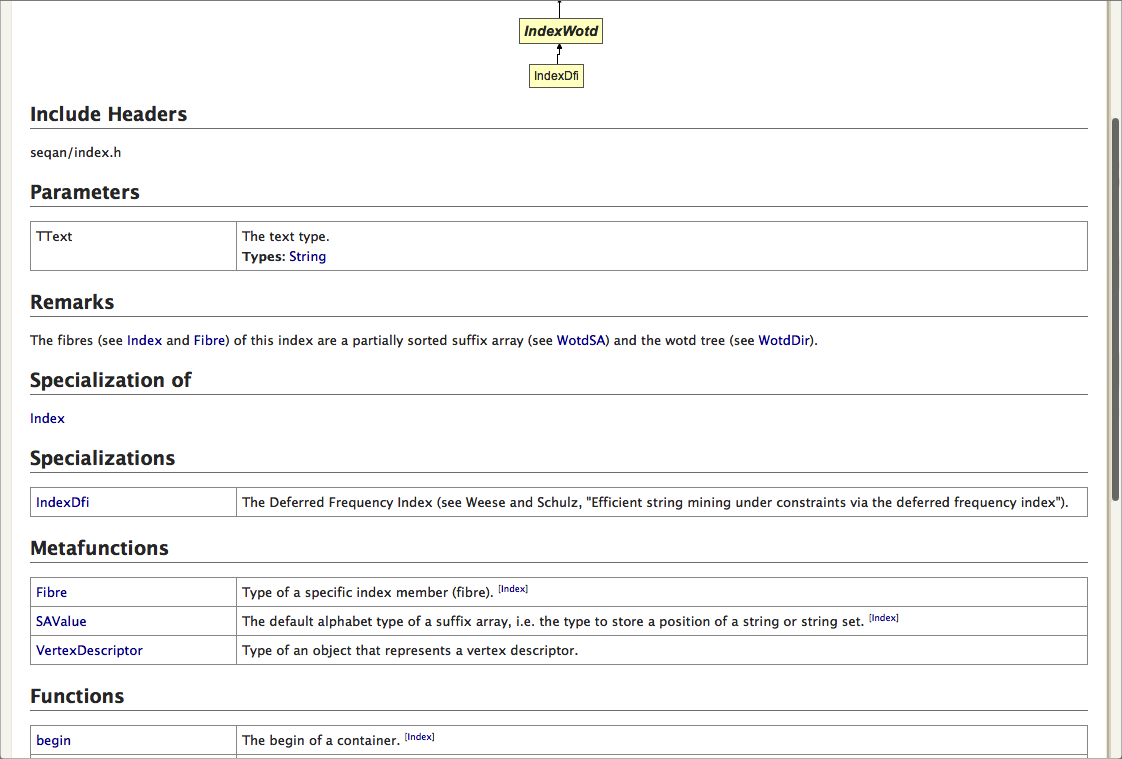 IndexWotd
IndexDfi
Include Headers
seqan/index.h
Parameters
TText The text type.
Types: String
Remarks
The fibres (see Index and Fibre) of this index are a partially sorted suffix array (see WotdSA) and the wotd tree (see WotdDir).
Specialization of
Index
Specializations
IndexDfi The Deferred Frequency Index (see Weese and Schulz, "Efficient string mining under constraints via the deferred frequency index").
Metafunctions
Fibre Type of a specific index member (fibre). [Index]
SAValue The default alphabet type of a suffix array, i.e. the type to store a position of a string or string set. [Index]
VertexDescriptor Type of an object that represents a vertex descriptor.
Functions
begin The begin of a container. [Index]